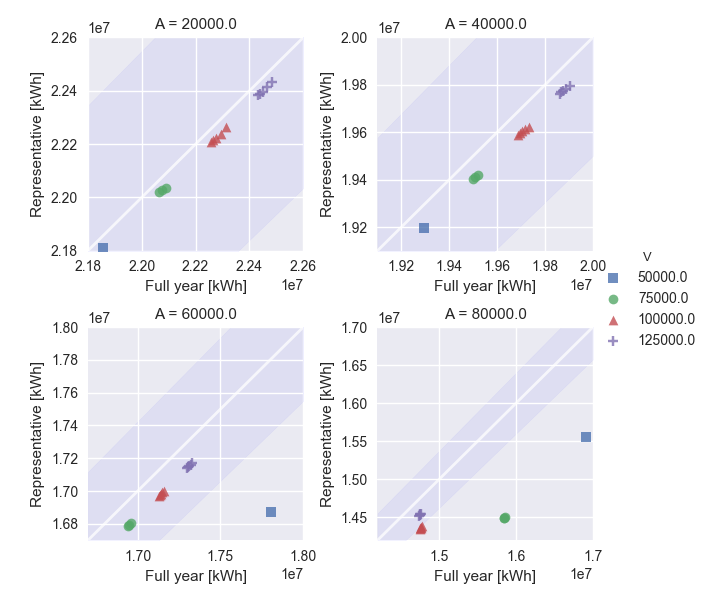 A = 20000.0
1e7
2.26
2.24
2.22
2.20
2.18
Representative [kWh]
2.18 2.20 2.22 2.24 2.26
Full year [kWh]
1e7
A = 40000.0
1e7
2.00
1.98
1.96
1.94
1.92
Representative [kWh]
1.92 1.94 1.96 1.98 2.00
Full year [kWh]
1e7
V
50000.0
75000.0
100000.0
125000.0
A = 60000.0
1e7
1.80
1.78
1.76
1.74
1.72
1.70
1.68
Representative [kWh]
1.70 1.75 1.80
Full year [kWh]
1e7
A = 80000.0
1e7
1.70
1.65
1.60
1.55
1.50
1.45
Representative [kWh]
1.5 1.6 1.7
Full year [kWh]
1e7